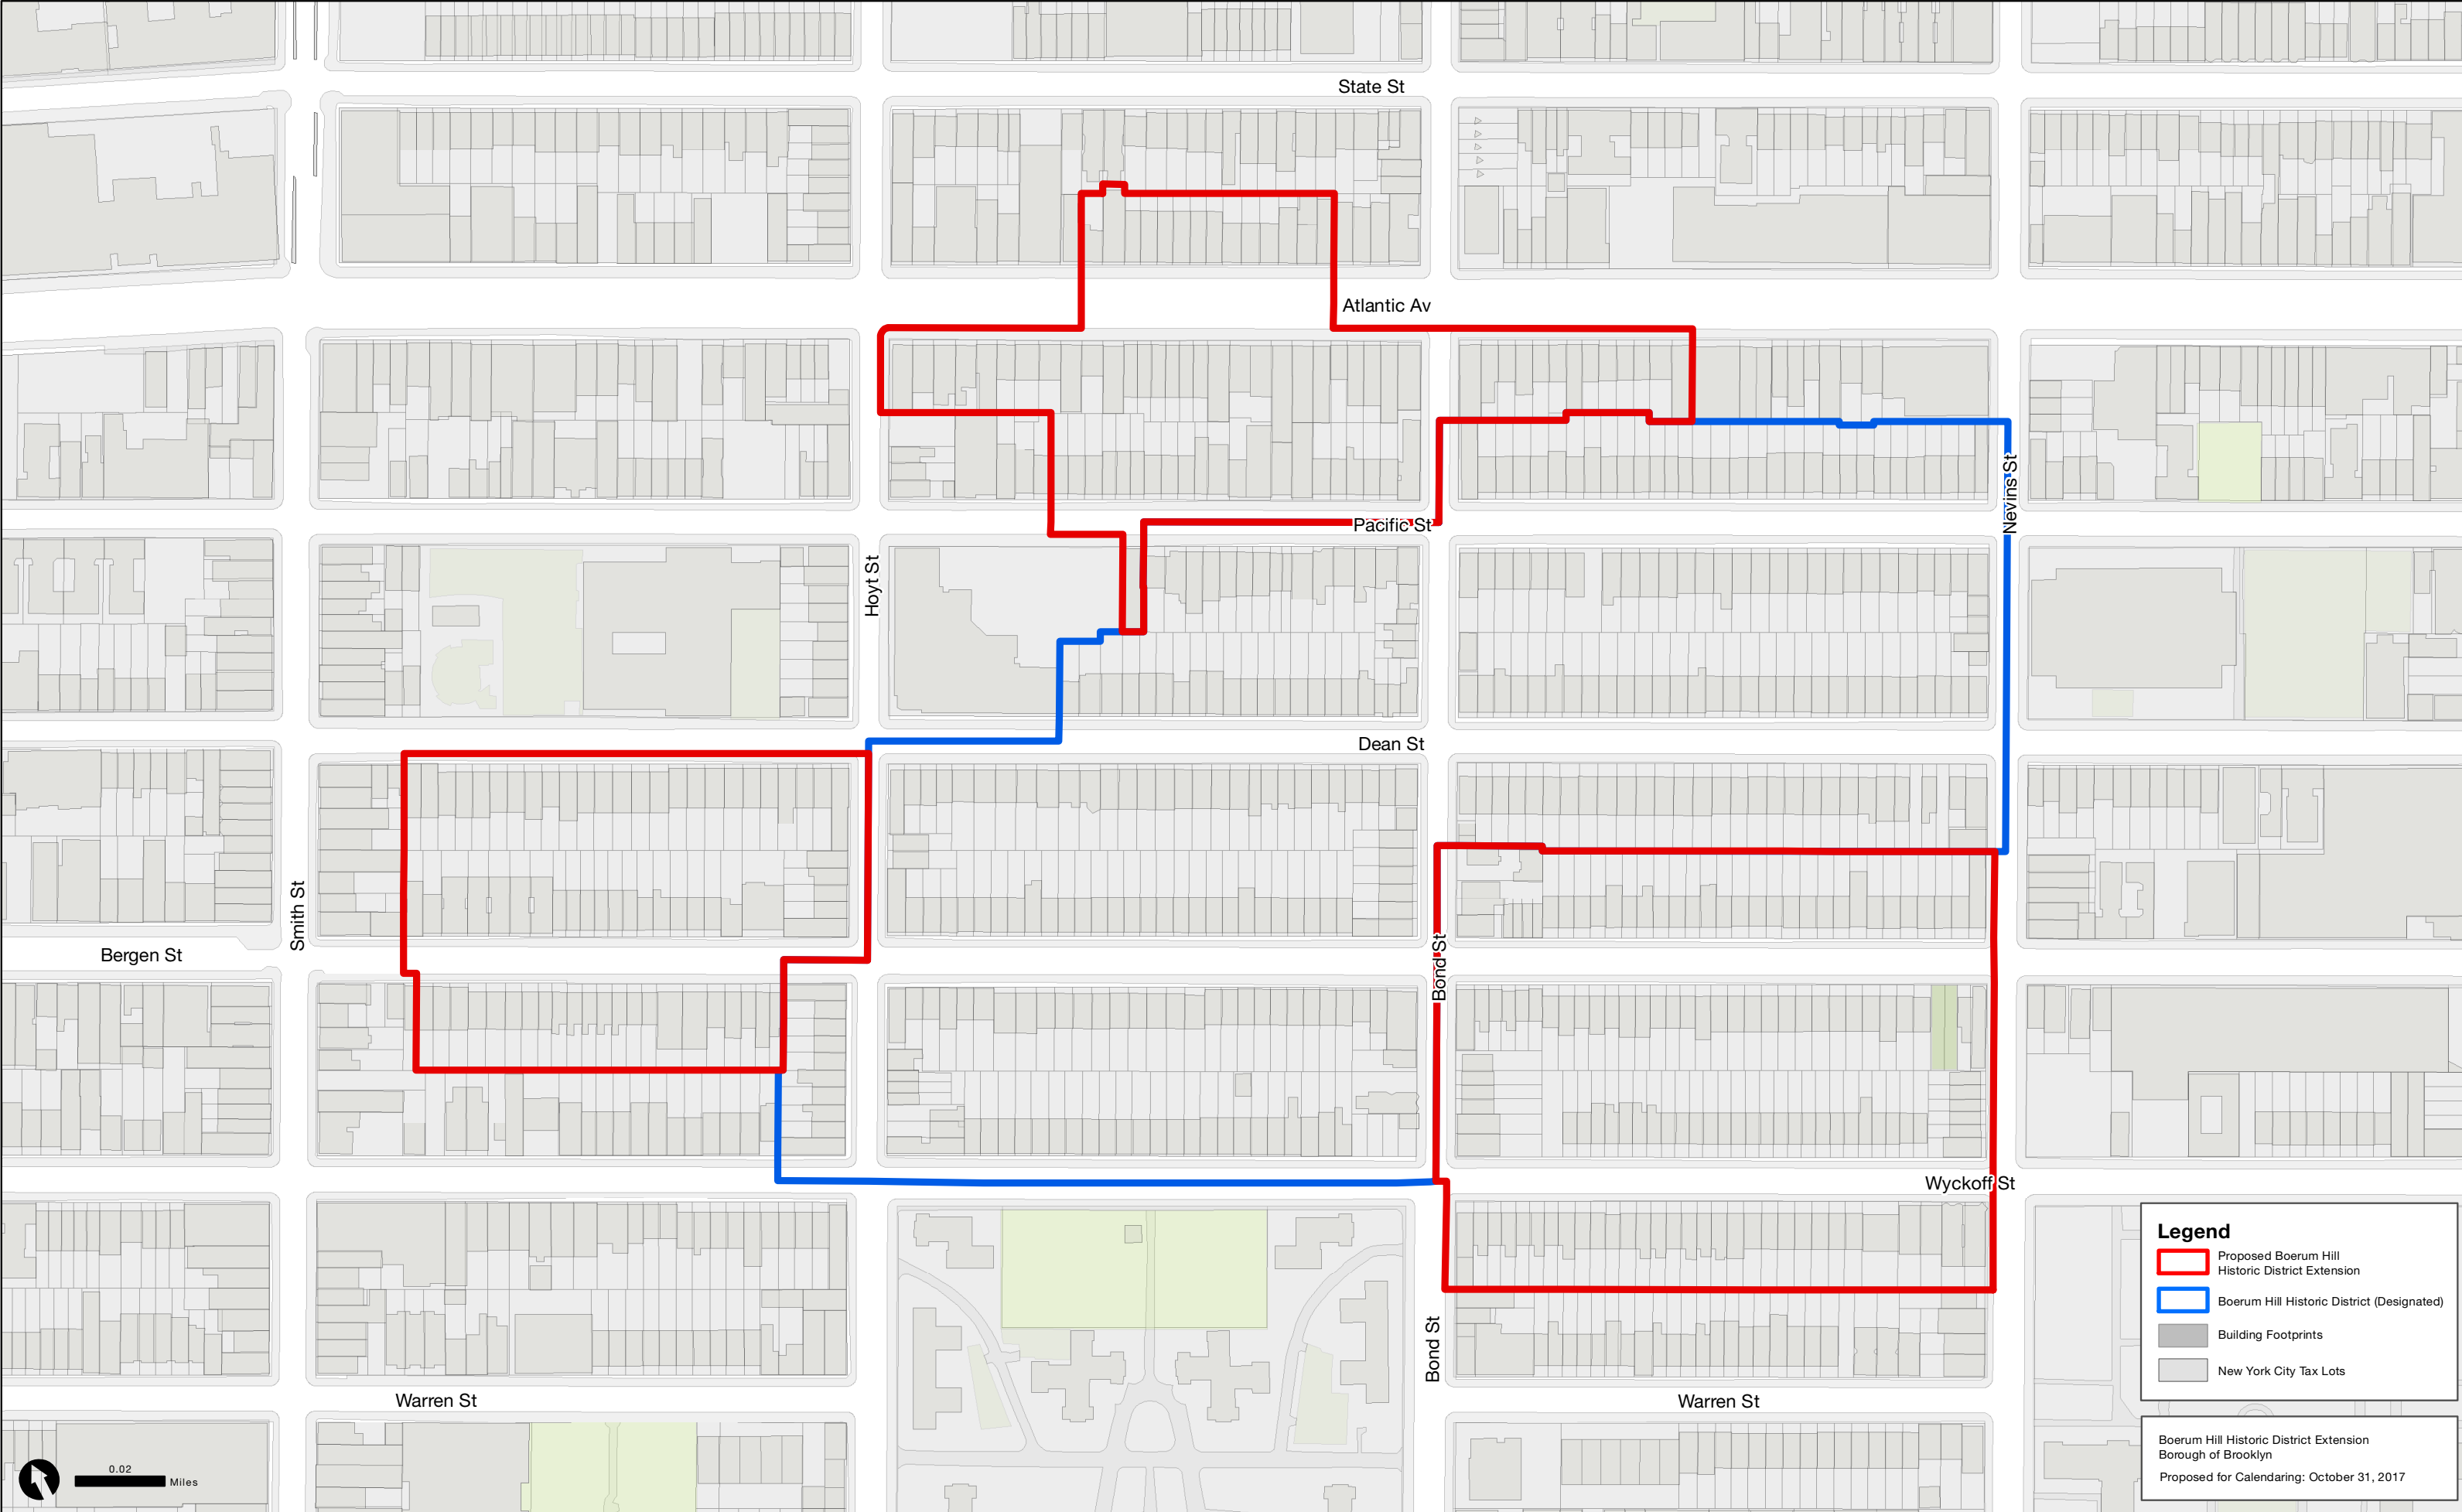 State St
Atlantic Av
Pacific St
Nevins St
Hoyt St
Dean St
Smith St
Bergen St
Bond St
Wyckoff St
Bond St
Warren St
Warren St
Legend
Proposed Boerum Hill
Historic District Extension
Boerum Hill Historic District (Designated)
Building Footprints
New York City Tax Lots
Boerum Hill Historic District Extension
Borough of Brooklyn
Proposed for Calendaring: October 31, 2017
0.02
Miles